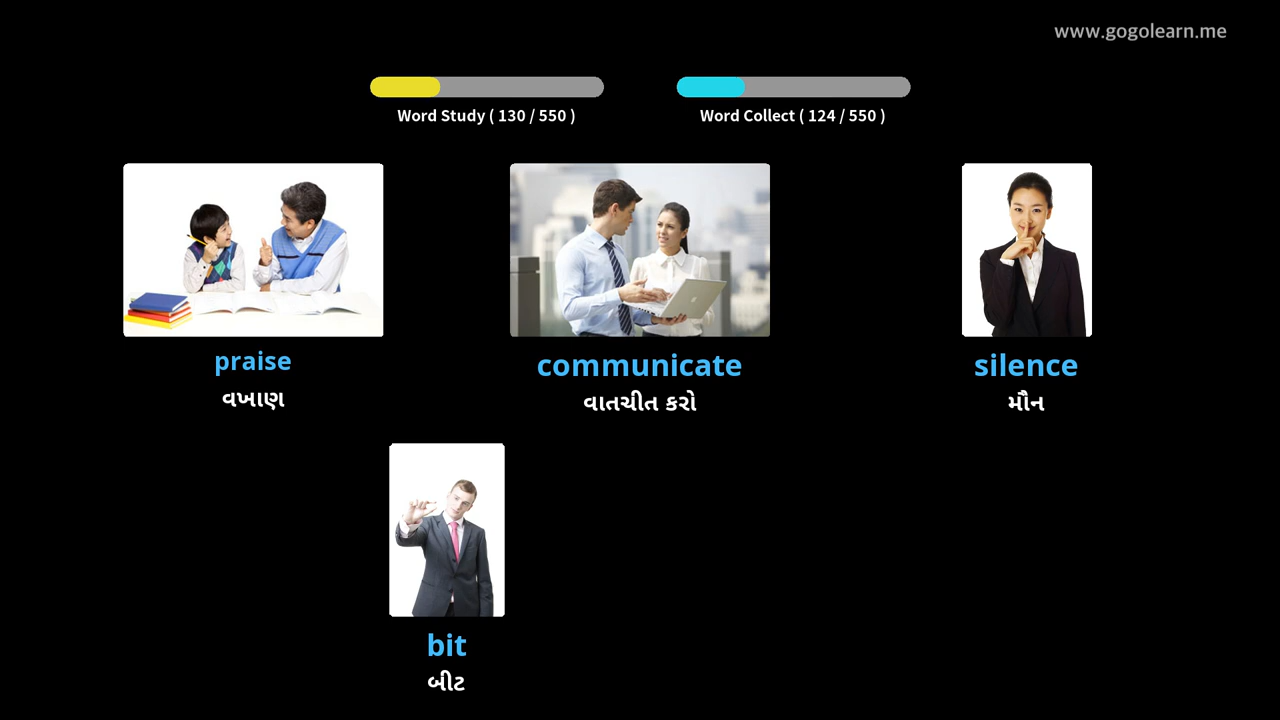 www.gogolearn.me
Word Study ( 130 / 550 )
Word Collect ( 124 / 550 )
praise
વખાણ
communicate
વાતચીત કરો
silence
મૌન
bit
બીટ